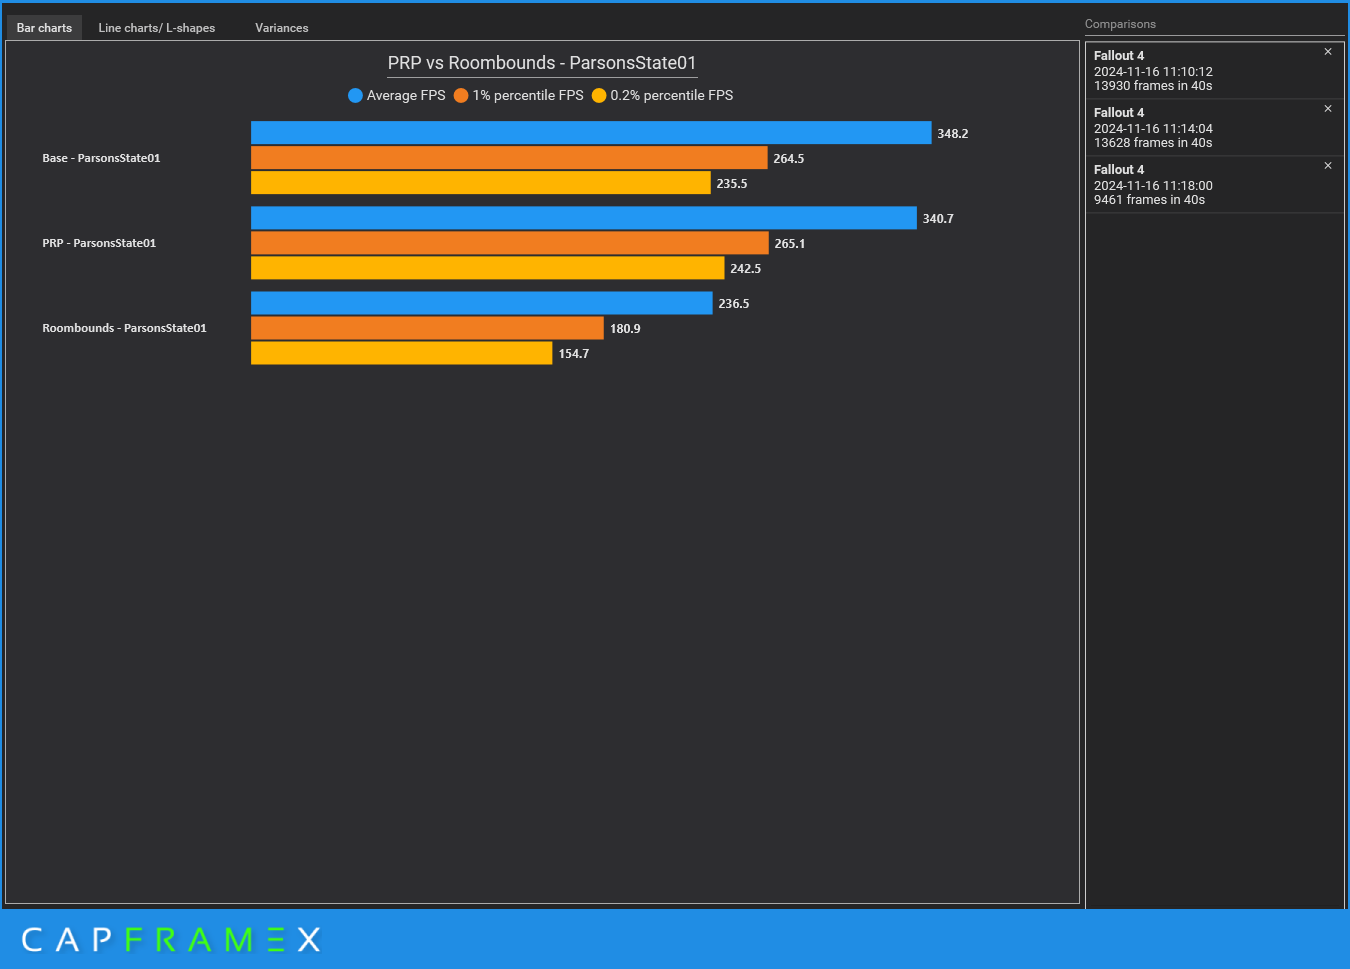 Bar charts Line charts/ L-shapes Variances
PRP vs Roombounds - ParsonsState01
Average FPS 1% percentile FPS 0.2% percentile FPS
348.2
Base - ParsonsState01 264.5
235.5
340.7
PRP - ParsonsState01 265.1
242.5
236.5
Roombounds - ParsonsState01 180.9
154.7
Comparisons
Fallout 4
2024-11-16 11:10:12
13930 frames in 40s
Fallout 4
2024-11-16 11:14:04
13628 frames in 40s
Fallout 4
2024-11-16 11:18:00
9461 frames in 40s
CAPFRAMEX